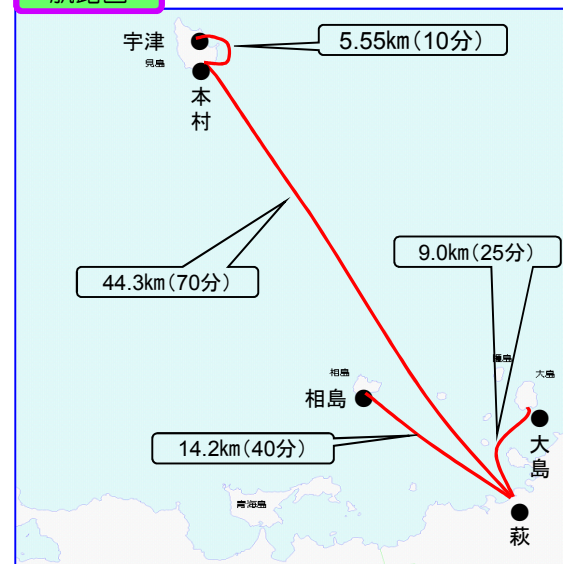 宇津
5.55km（10分）
見島
本村
9.0km（25分）
44.3km（70分）
相島
大島
相島
大島
14.2km（40分）
青海島
萩